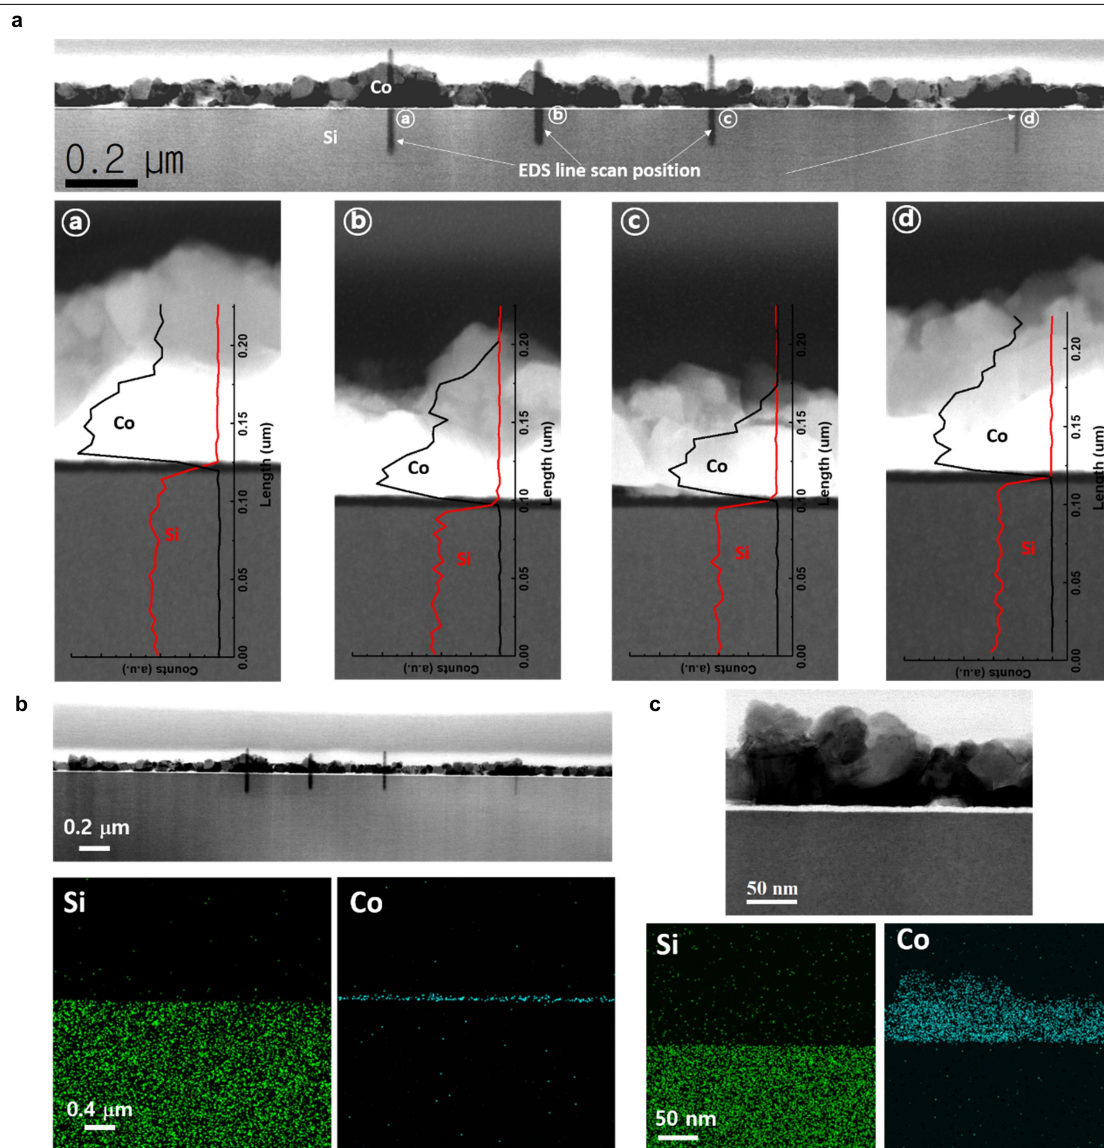 a
Co
ⓐ
ⓑ
ⓒ
ⓓ
Si
EDS line scan position
0.2 µm
ⓐ
ⓑ
ⓒ
ⓓ
Co
Si
0.20
0.15
Length (um)
0.10
0.05
0.00
Counts (a.u.)
Co
Si
0.20
0.15
Length (um)
0.10
0.05
0.00
Counts (a.u.)
Co
Si
0.20
0.15
Length (um)
0.10
0.05
0.00
Counts (a.u.)
Co
Si
0.20
0.15
Length (um)
0.10
0.05
0.00
Counts (a.u.)
b
0.2 µm
Si
Co
0.4 µm
c
50 nm
Si
Co
50 nm